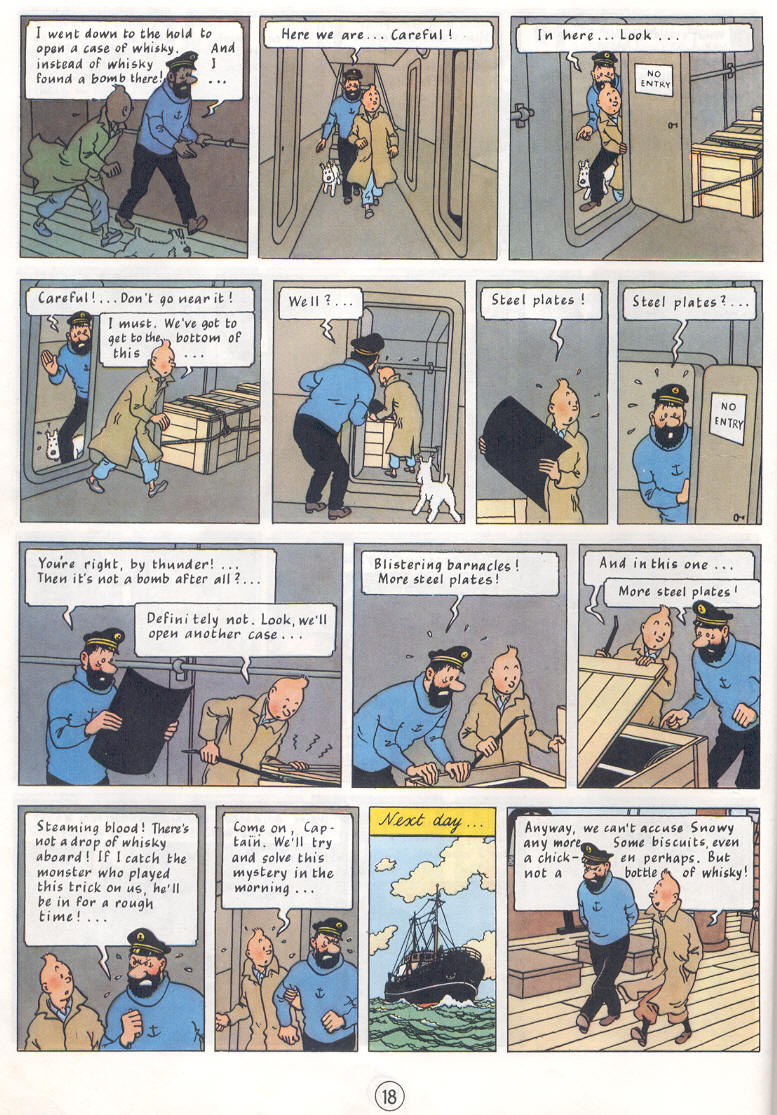 I went down to the hold to
open a case of whisky. And
instead of whisky I
found a bomb there! ...
Here we are... Careful!
In here... Look...
NO
ENTRY
Careful!...Don't go near it!
I must. We've got to
get to the bottom of
this ...
Well?...
Steel plates!
Steel plates?...
NO
ENTRY
You're right, by thunder! ...
Then it's not a bomb after all?...
Definitely not. Look, we'll
open another case...
Blistering barnacles!
More steel plates!
And in this one ...
More steel plates!
Steaming blood! There's
not a drop of whisky
aboard! If I catch the
monster who played
this trick on us, he'll
be in for a rough
time! ...
Come on, Cap-
tain. We'll try
and solve this
mystery in the
morning ...
Next day...
Anyway, we can't accuse Snowy
any more. Some biscuits, even
a chick- en perhaps. But
not a bottle of whisky!
18